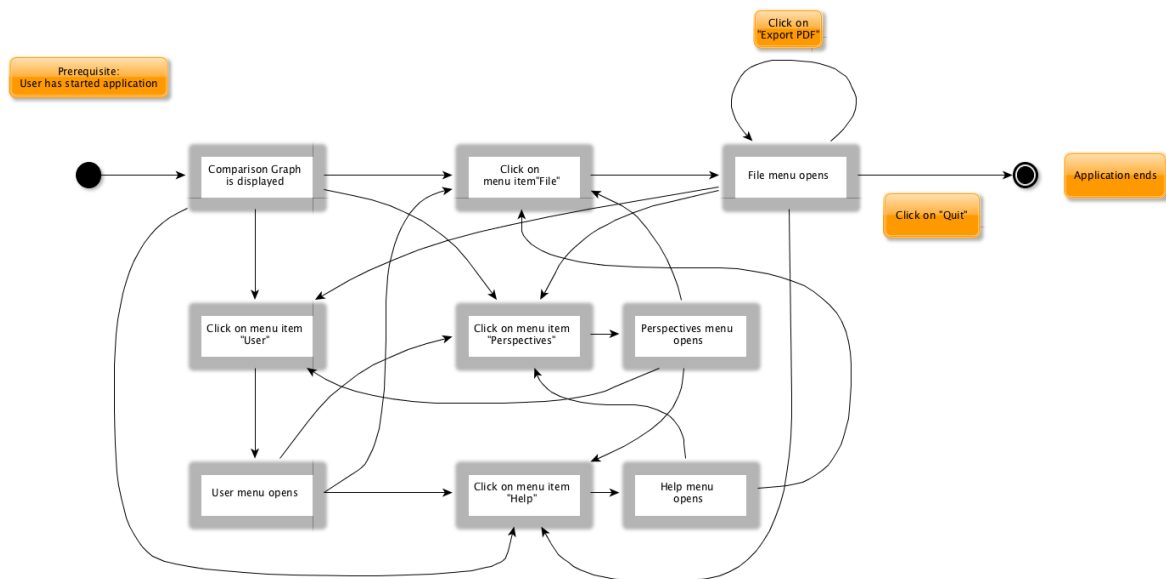 Click on
"Export PDF"
Prerequisite:
User has started application
Comparison Graph
is displayed
Click on
menu item"File"
File menu opens
Application ends
Click on "Quit"
Click on menu item
"User"
Click on menu item
"Perspectives"
Perspectives menu
opens
User menu opens
Click on menu item
"Help"
Help menu
opens